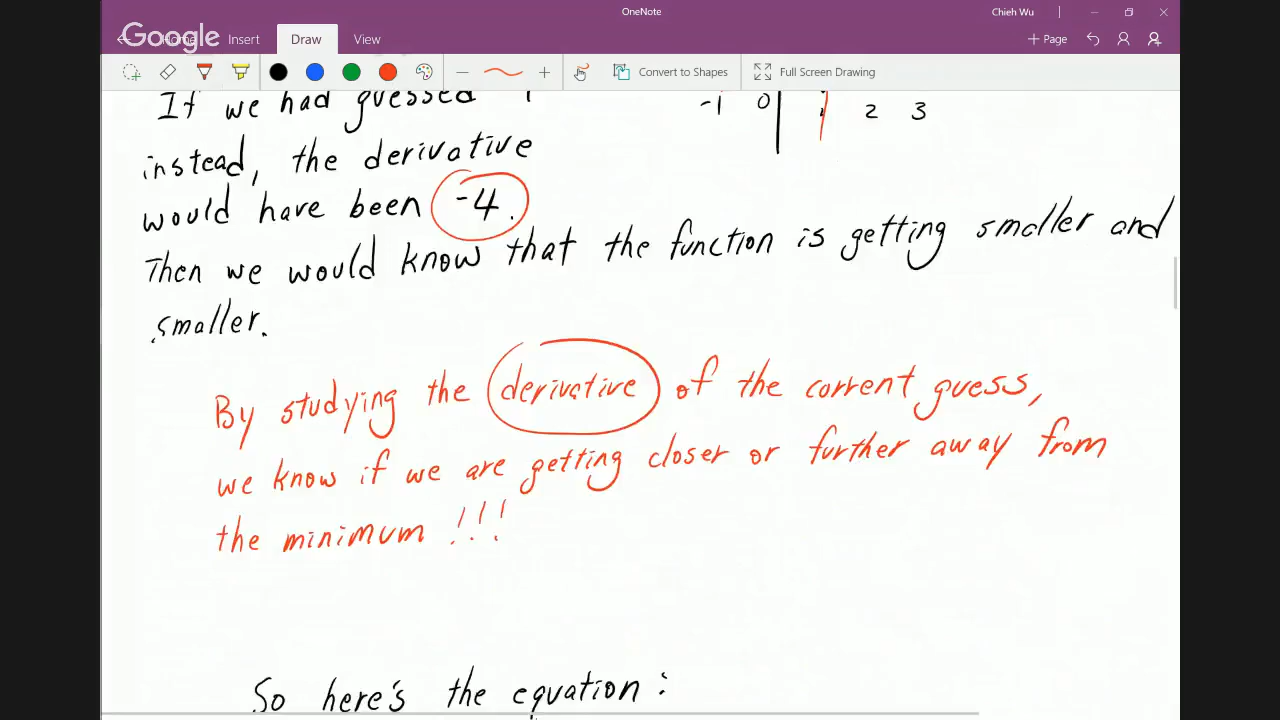 OneNote
Chieh Wu
Google
Insert
Draw
View
Page
Convert to Shapes
Full Screen Drawing
If we had guessed
-1 0 2 3
instead, the derivative
would have been -4.
Then we would know that the function is getting smaller and
smaller.
By studying the derivative of the current guess,
we know if we are getting closer or further away from
the minimum !!!
So here's the equation: